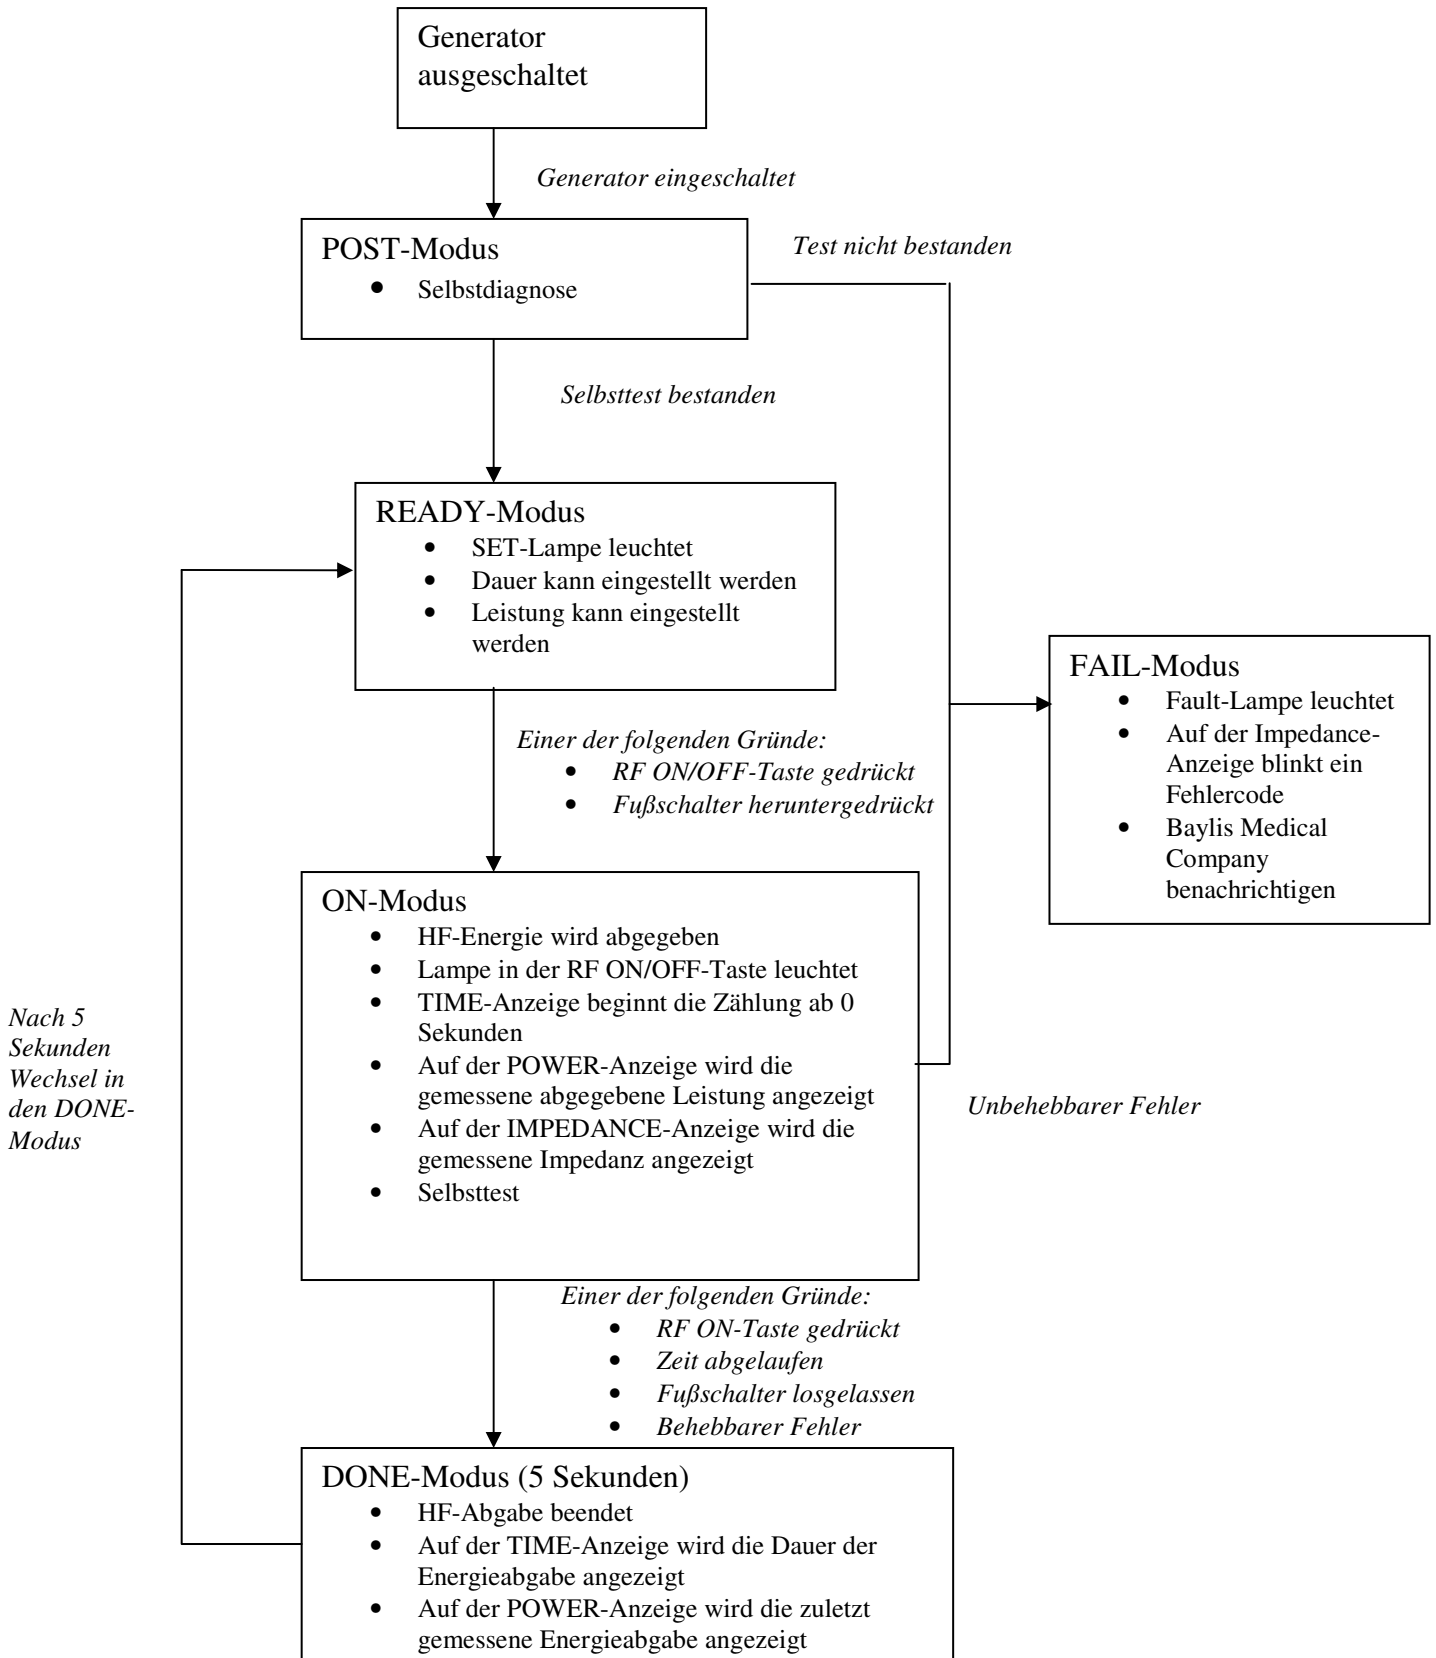 Generator
ausgeschaltet
Generator eingeschaltet
POST-Modus
• Selbstdiagnose
Test nicht bestanden
Selbsttest bestanden
READY-Modus
• SET-Lampe leuchtet
• Dauer kann eingestellt werden
• Leistung kann eingestellt
werden
FAIL-Modus
• Fault-Lampe leuchtet
• Auf der Impedance-
Anzeige blinkt ein
Fehlercode
• Baylis Medical
Company
benachrichtigen
Einer der folgenden Gründe:
• RF ON/OFF-Taste gedrückt
• Fußschalter heruntergedrückt
ON-Modus
• HF-Energie wird abgegeben
• Lampe in der RF ON/OFF-Taste leuchtet
• TIME-Anzeige beginnt die Zählung ab 0
Sekunden
• Auf der POWER-Anzeige wird die
gemessene abgegebene Leistung angezeigt
• Auf der IMPEDANCE-Anzeige wird die
gemessene Impedanz angezeigt
• Selbsttest
Nach 5
Sekunden
Wechsel in
den DONE-
Modus
Unbehebbarer Fehler
Einer der folgenden Gründe:
• RF ON-Taste gedrückt
• Zeit abgelaufen
• Fußschalter losgelassen
• Behebbarer Fehler
DONE-Modus (5 Sekunden)
• HF-Abgabe beendet
• Auf der TIME-Anzeige wird die Dauer der
Energieabgabe angezeigt
• Auf der POWER-Anzeige wird die zuletzt
gemessene Energieabgabe angezeigt